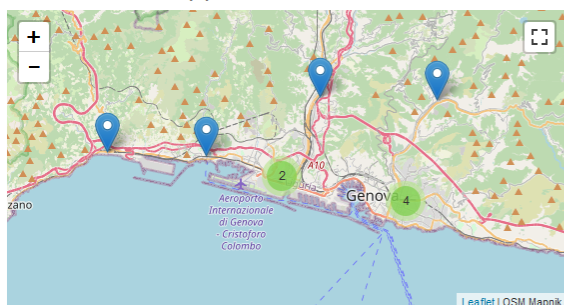 +
−
A10
2
Genova
4
zano
Aeroporto
Internazionale
di Genova
- Cristoforo
Colombo
Leaflet | OSM Mapnik